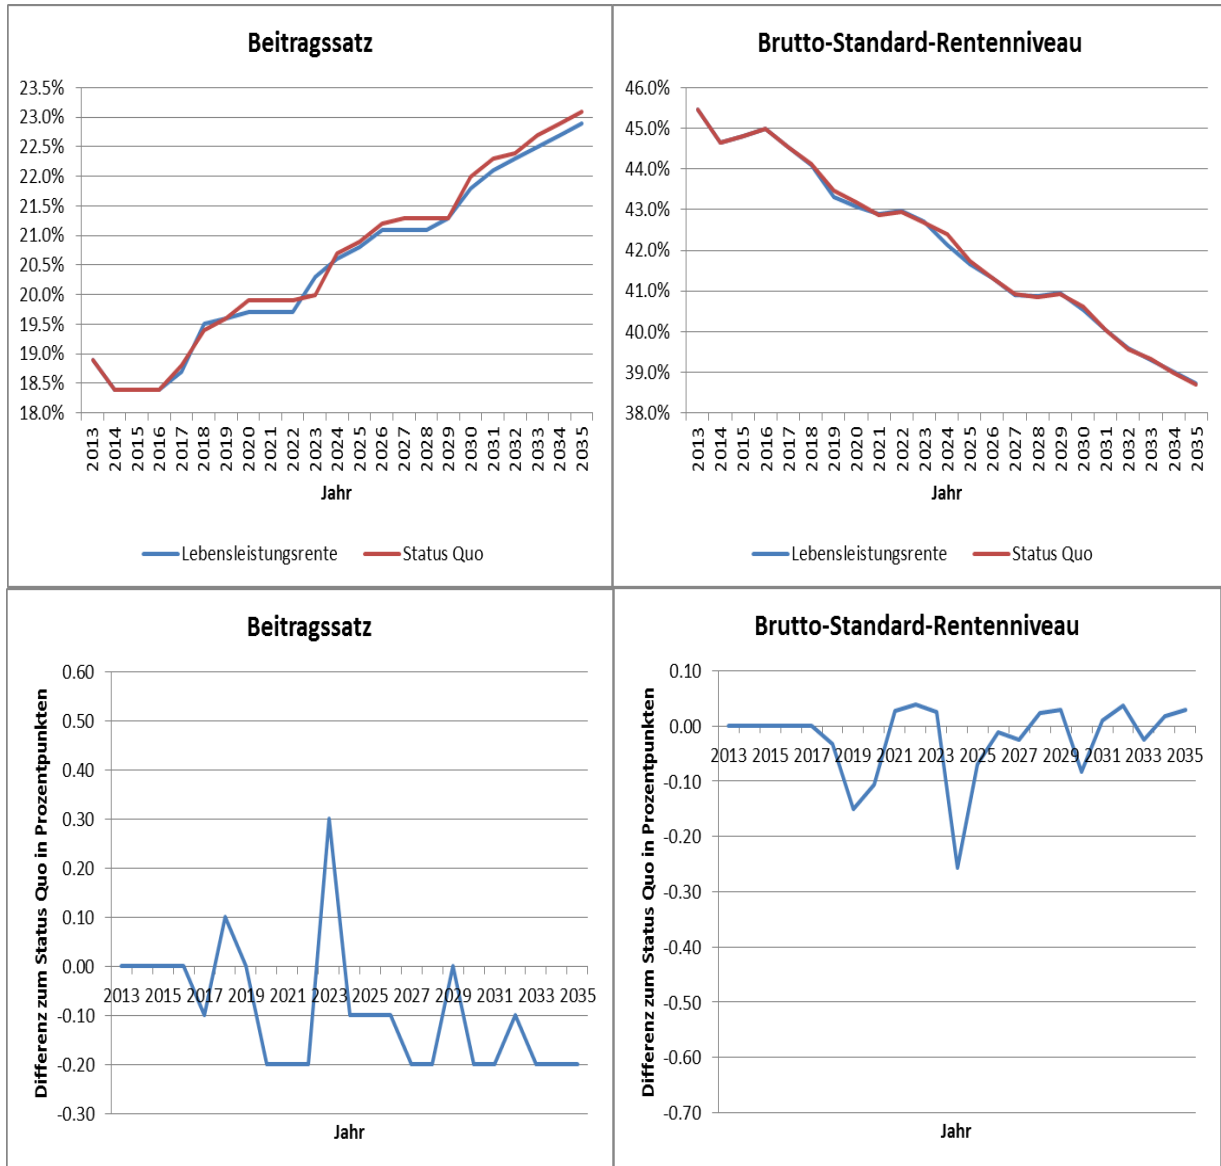 Beitragssatz
23.5%
23.0%
22.5%
22.0%
21.5%
21.0%
20.5%
20.0%
19.5%
19.0%
18.5%
18.0%
2013 2014 2015 2016 2017 2018 2019 2020 2021 2022 2023 2024 2025 2026 2027 2028 2029 2030 2031 2032 2033 2034 2035
Jahr
Lebensleistungsrente Status Quo
Brutto-Standard-Rentenniveau
46.0%
45.0%
44.0%
43.0%
42.0%
41.0%
40.0%
39.0%
38.0%
2013 2014 2015 2016 2017 2018 2019 2020 2021 2022 2023 2024 2025 2026 2027 2028 2029 2030 2031 2032 2033 2034 2035
Jahr
Lebensleistungsrente Status Quo
Beitragssatz
Differenz zum Status Quo in Prozentpunkten
0.60
0.50
0.40
0.30
0.20
0.10
0.00
-0.10
-0.20
-0.30
2013 2015 2017 2019 2021 2023 2025 2027 2029 2031 2033 2035
Jahr
Brutto-Standard-Rentenniveau
Differenz zum Status Quo in Prozentpunkten
0.10
0.00
-0.10
-0.20
-0.30
-0.40
-0.50
-0.60
-0.70
2013 2015 2017 2019 2021 2023 2025 2027 2029 2031 2033 2035
Jahr